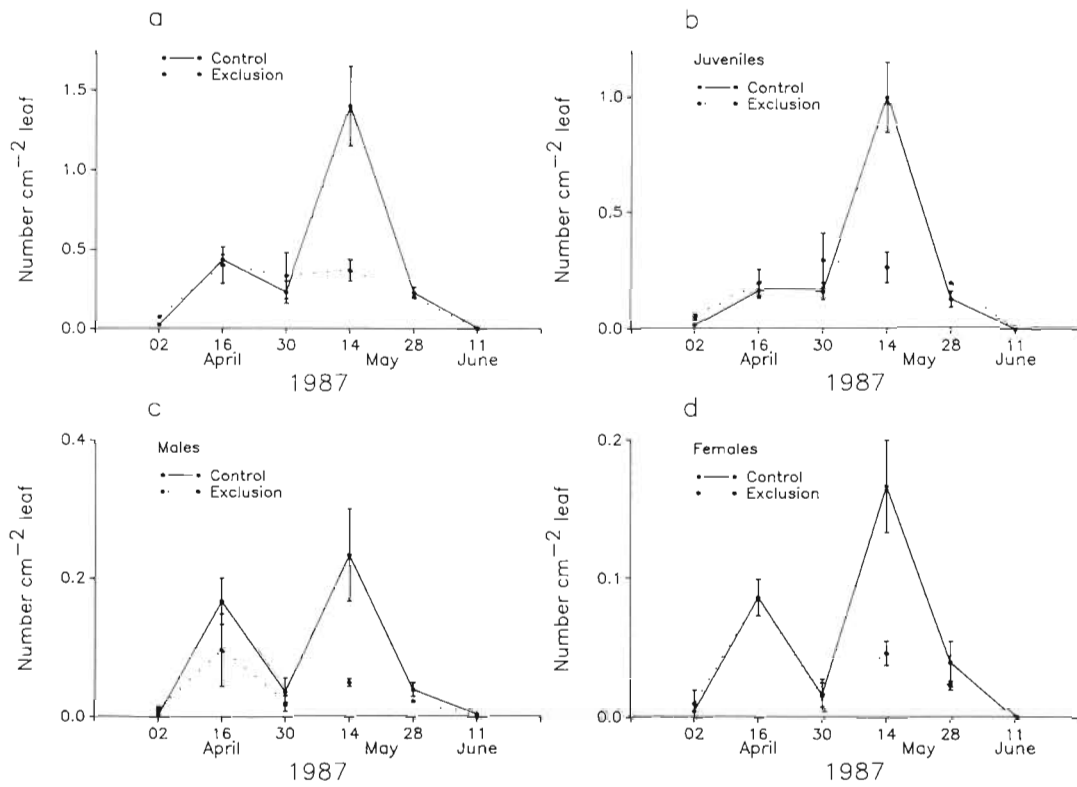 a
Control
Exclusion
1.5
1.0
0.5
0.0
Number cm⁻² leaf
02 16 30 14 28 11
April May June
1987
b
Juveniles
Control
Exclusion
1.0
0.5
0.0
Number cm⁻² leaf
02 16 30 14 28 11
April May June
1987
c
Males
Control
Exclusion
0.4
0.2
0.0
Number cm⁻² leaf
02 16 30 14 28 11
April May June
1987
d
Females
Control
Exclusion
0.2
0.1
0.0
Number cm⁻² leaf
02 16 30 14 28 11
April May June
1987